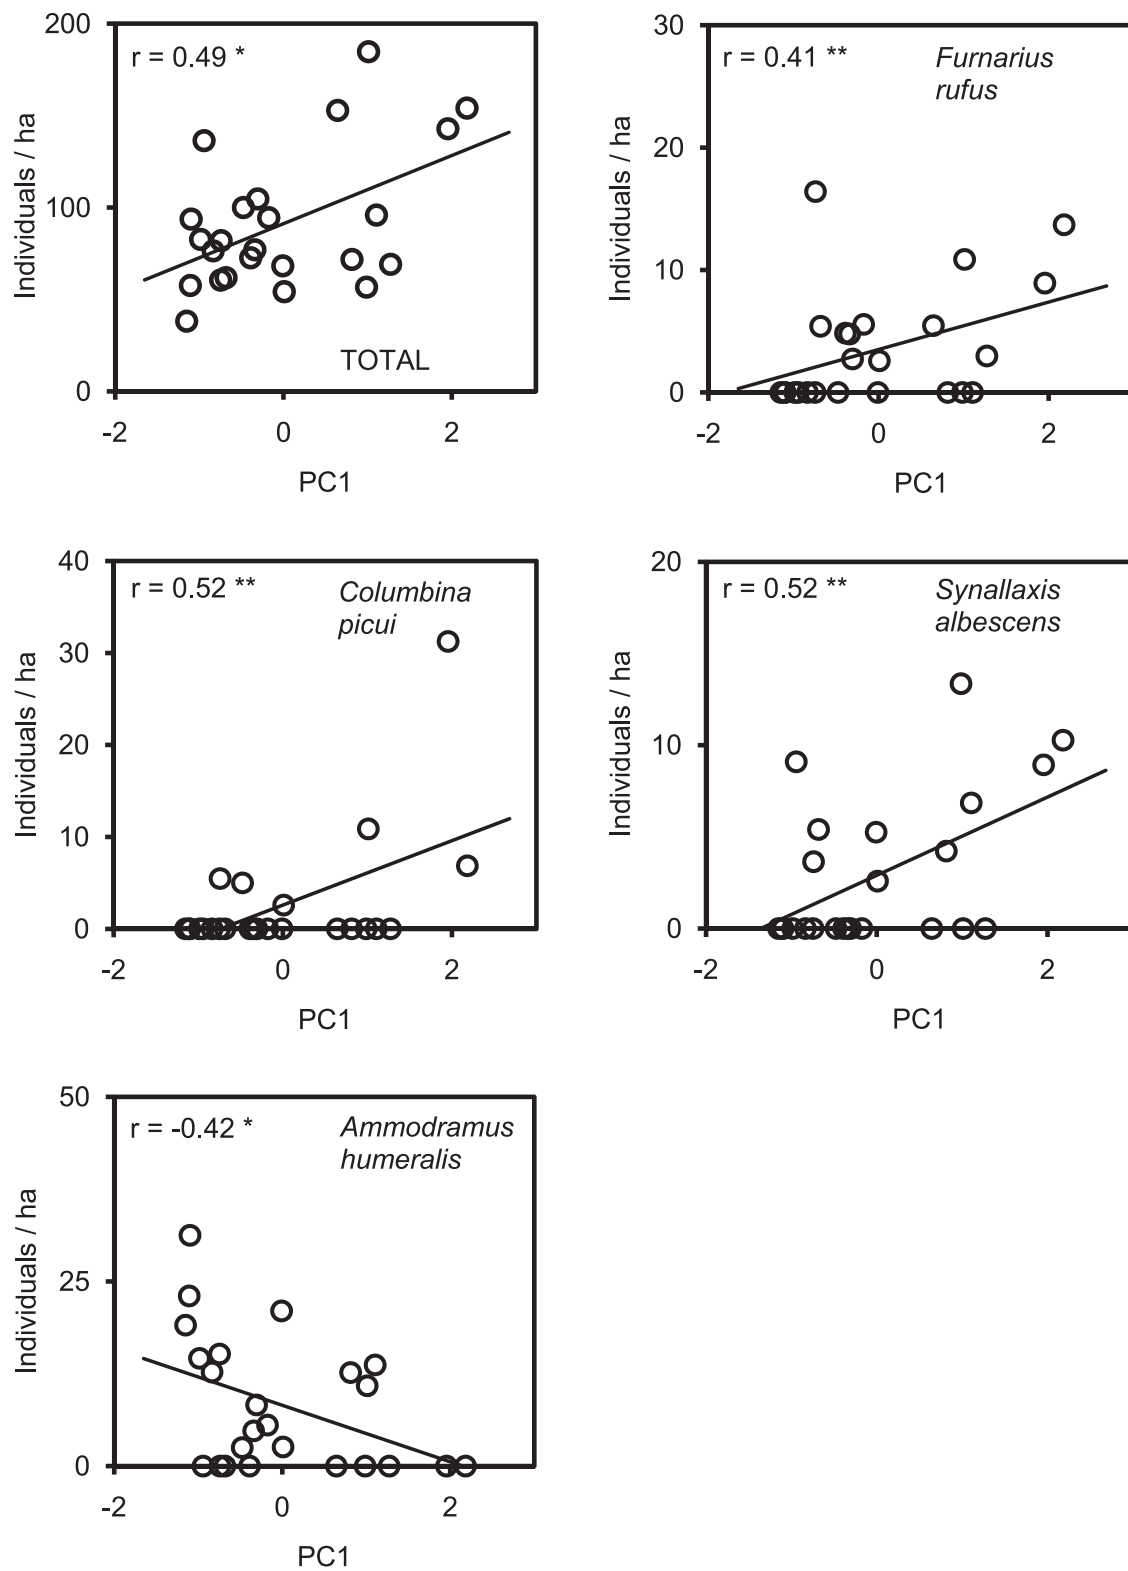 200
r = 0.49 *
100
0
TOTAL
-2
0
2
PC1
Individuals / ha
30
r = 0.41 **
Furnarius
rufus
20
10
0
-2
0
2
PC1
Individuals / ha
40
r = 0.52 **
Columbina
picui
30
20
10
0
-2
0
2
PC1
Individuals / ha
20
r = 0.52 **
Synallaxis
albescens
10
0
-2
0
2
PC1
Individuals / ha
50
r = -0.42 *
Ammodramus
humeralis
25
0
-2
0
2
PC1
Individuals / ha